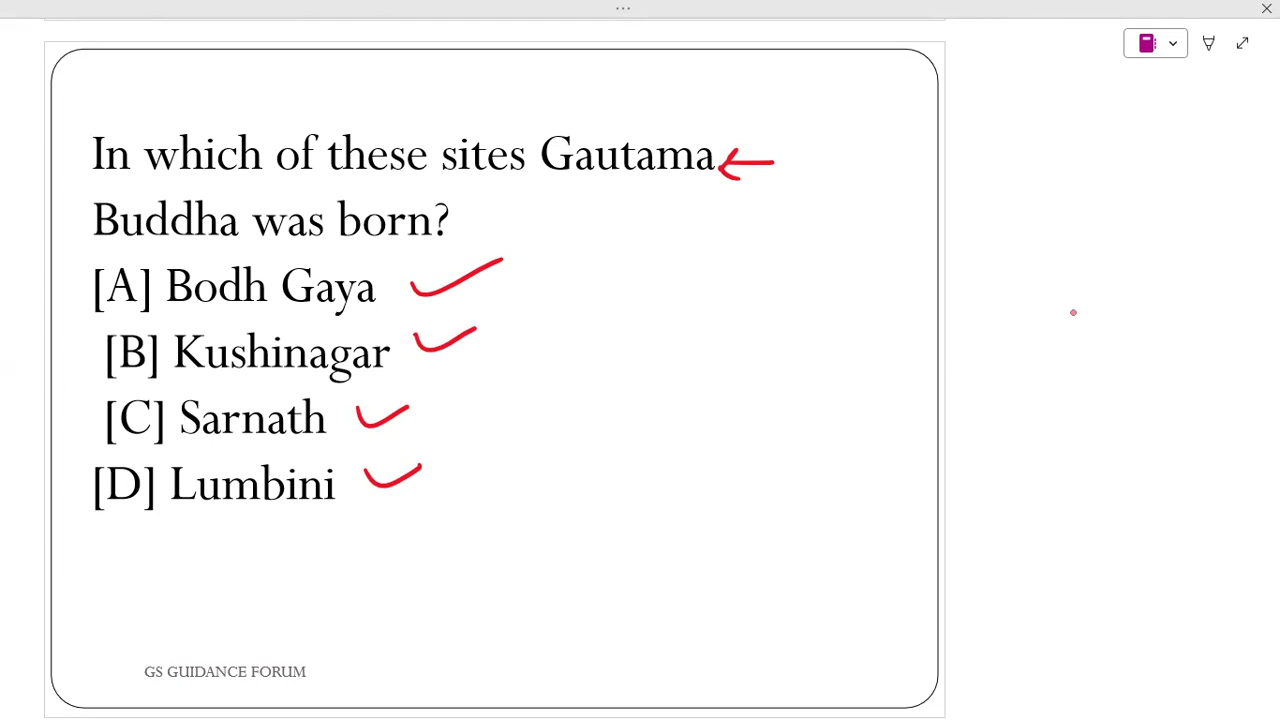 In which of these sites Gautama
Buddha was born?
[A] Bodh Gaya
[B] Kushinagar
[C] Sarnath
[D] Lumbini
GS GUIDANCE FORUM